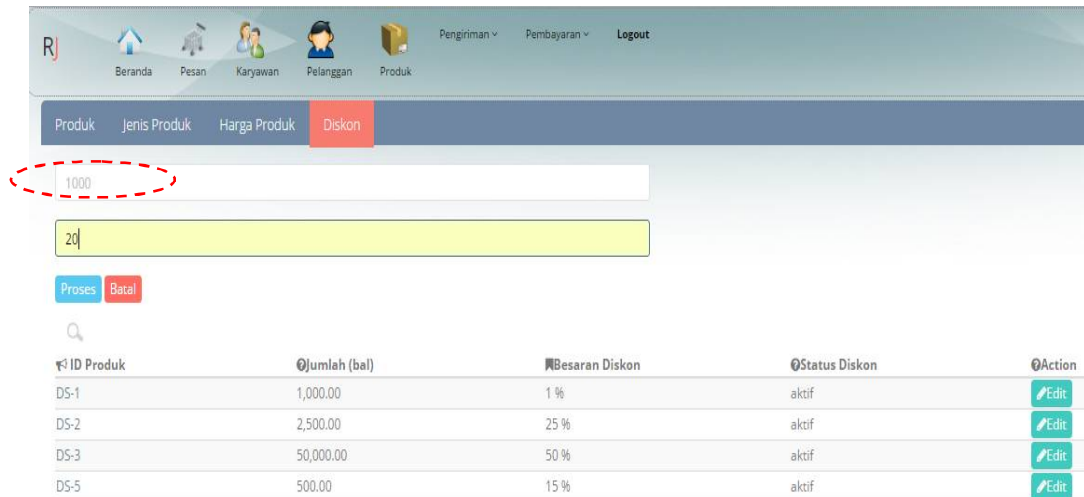 RJ
Beranda Pesan Karyawan Pelanggan Produk Pengiriman Pembayaran Logout
Produk Jenis Produk Harga Produk Diskon
1000
20
Proses Batal
ID Produk Jumlah (bal) Besaran Diskon Status Diskon Action
DS-1 1,000.00 1 % aktif Edit
DS-2 2,500.00 25 % aktif Edit
DS-3 50,000.00 50 % aktif Edit
DS-5 500.00 15 % aktif Edit